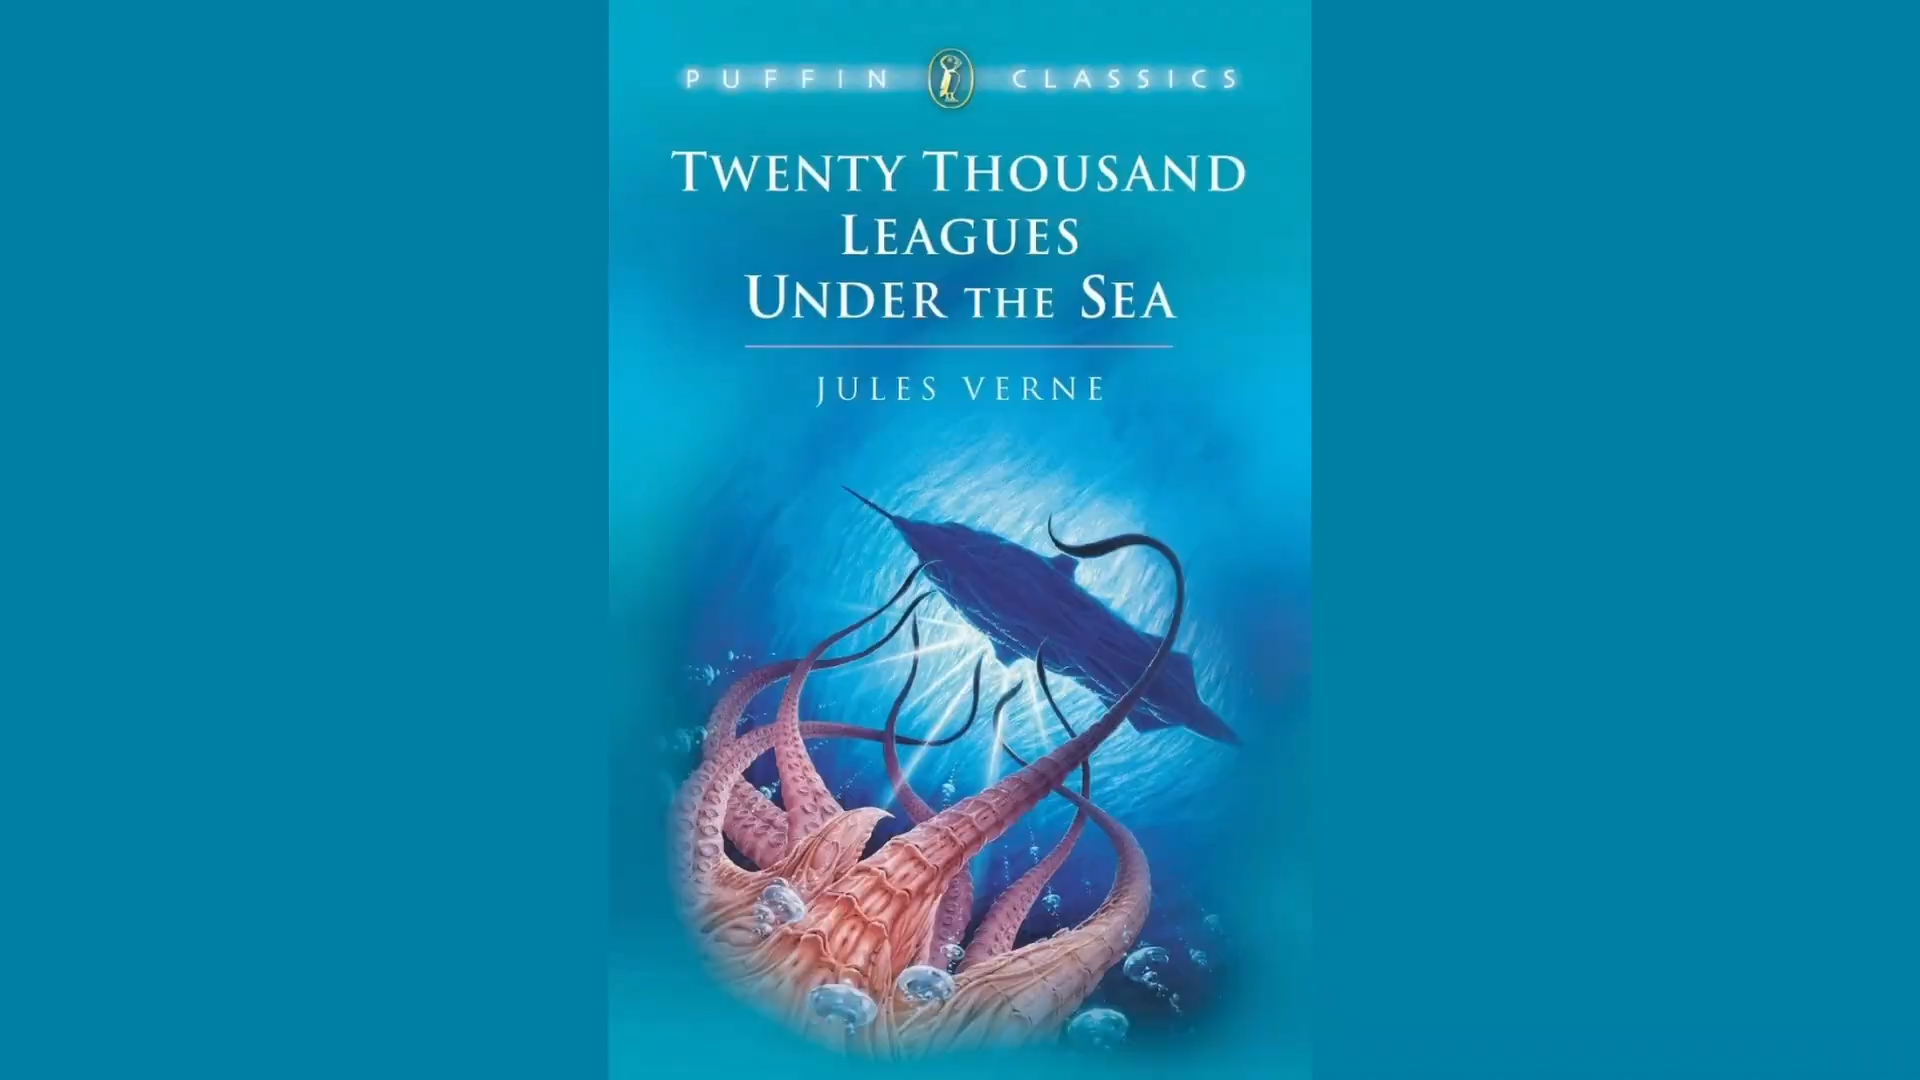 PUFFIN CLASSICS
TWENTY THOUSAND
LEAGUES
UNDER THE SEA
JULES VERNE